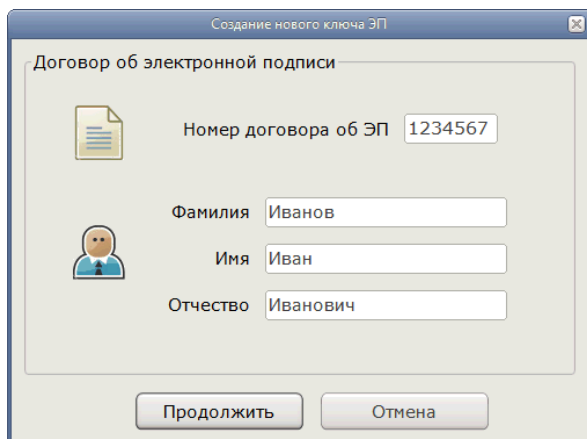 Создание нового ключа ЭП
Договор об электронной подписи
Номер договора об ЭП 1234567
Фамилия Иванов
Имя Иван
Отчество Иванович
Продолжить Отмена